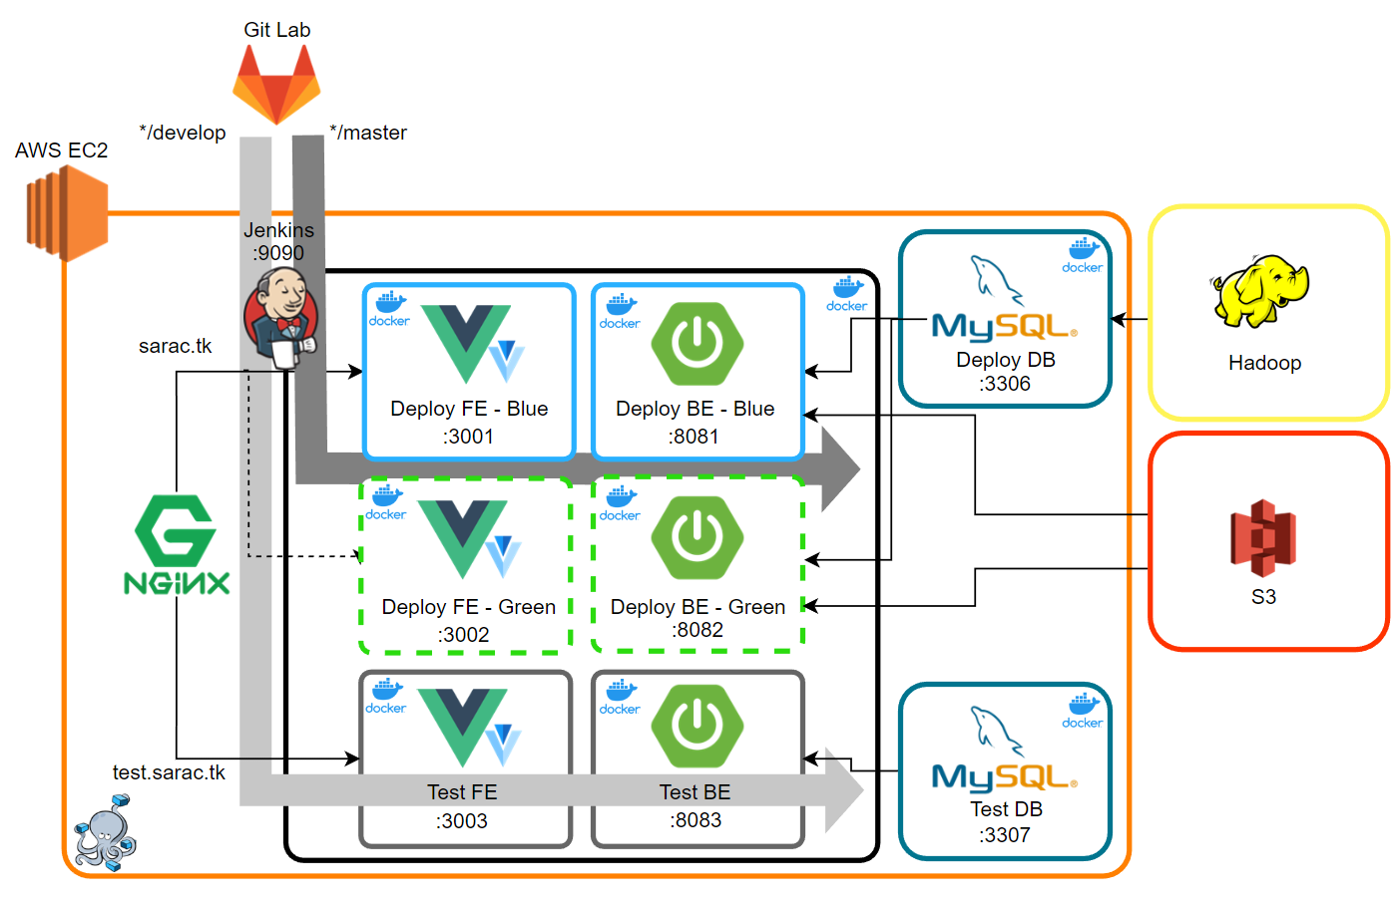 Git Lab
*/develop
*/master
AWS EC2
Jenkins
:9090
sarac.tk
docker
Deploy FE - Blue
:3001
docker
Deploy BE - Blue
:8081
docker
docker
MySQL®
Deploy DB
:3306
Hadoop
NGINX
docker
Deploy FE - Green
:3002
docker
Deploy BE - Green
:8082
S3
test.sarac.tk
docker
Test FE
:3003
docker
Test BE
:8083
docker
MySQL®
Test DB
:3307